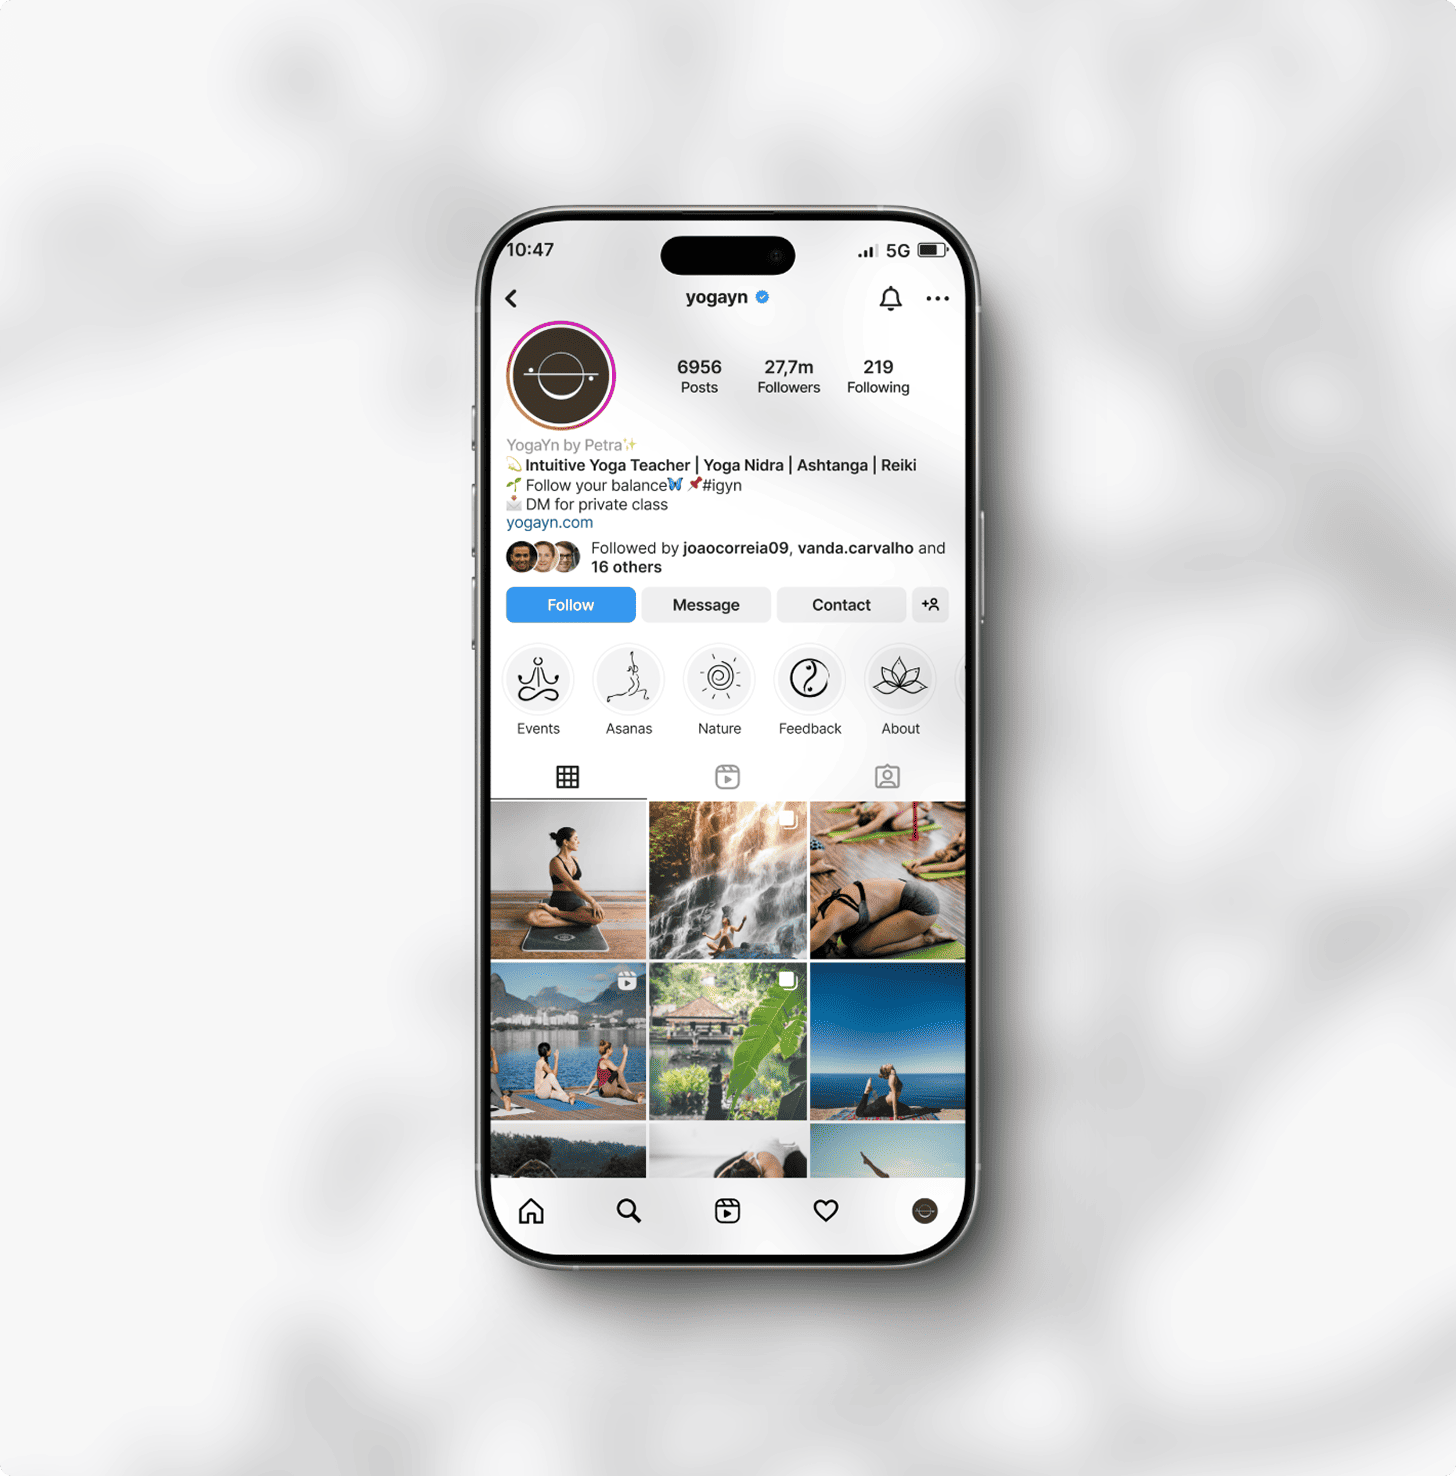 10:47
5G
yogayn
6956
27,7m
219
Posts
Followers
Following
YogaYn by Petra✨
💫 Intuitive Yoga Teacher | Yoga Nidra | Ashtanga | Reiki
🌱 Follow your balance🦋 📌#igyn
📩 DM for private class
yogayn.com
Followed by joaocorreia09, vanda.carvalho and
16 others
Follow
Message
Contact
Events
Asanas
Nature
Feedback
About